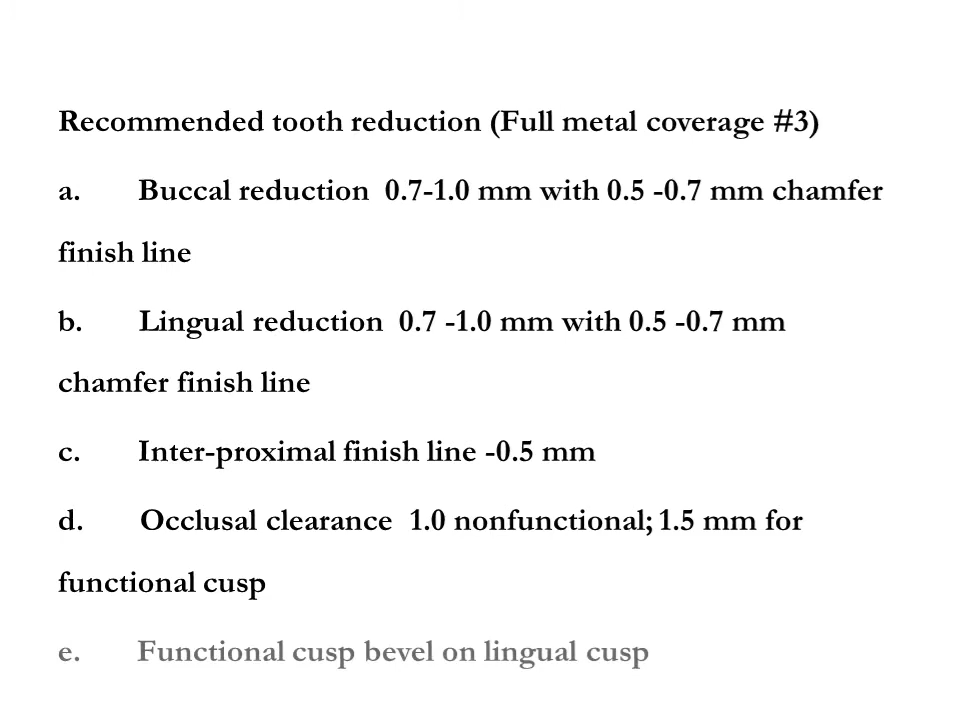 Recommended tooth reduction (Full metal coverage #3)
a. Buccal reduction 0.7-1.0 mm with 0.5 -0.7 mm chamfer
finish line
b. Lingual reduction 0.7 -1.0 mm with 0.5 -0.7 mm
chamfer finish line
c. Inter-proximal finish line -0.5 mm
d. Occlusal clearance 1.0 nonfunctional; 1.5 mm for
functional cusp
e. Functional cusp bevel on lingual cusp